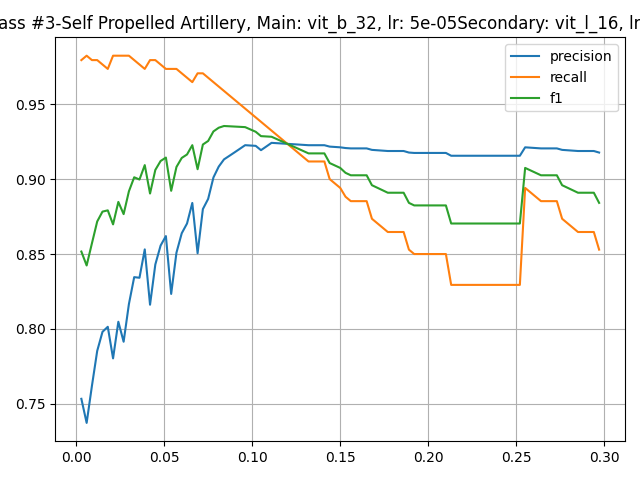 ass #3-Self Propelled Artillery, Main: vit_b_32, lr: 5e-05Secondary: vit_l_16, lr
precision
recall
f1
0.95
0.90
0.85
0.80
0.75
0.00 0.05 0.10 0.15 0.20 0.25 0.30